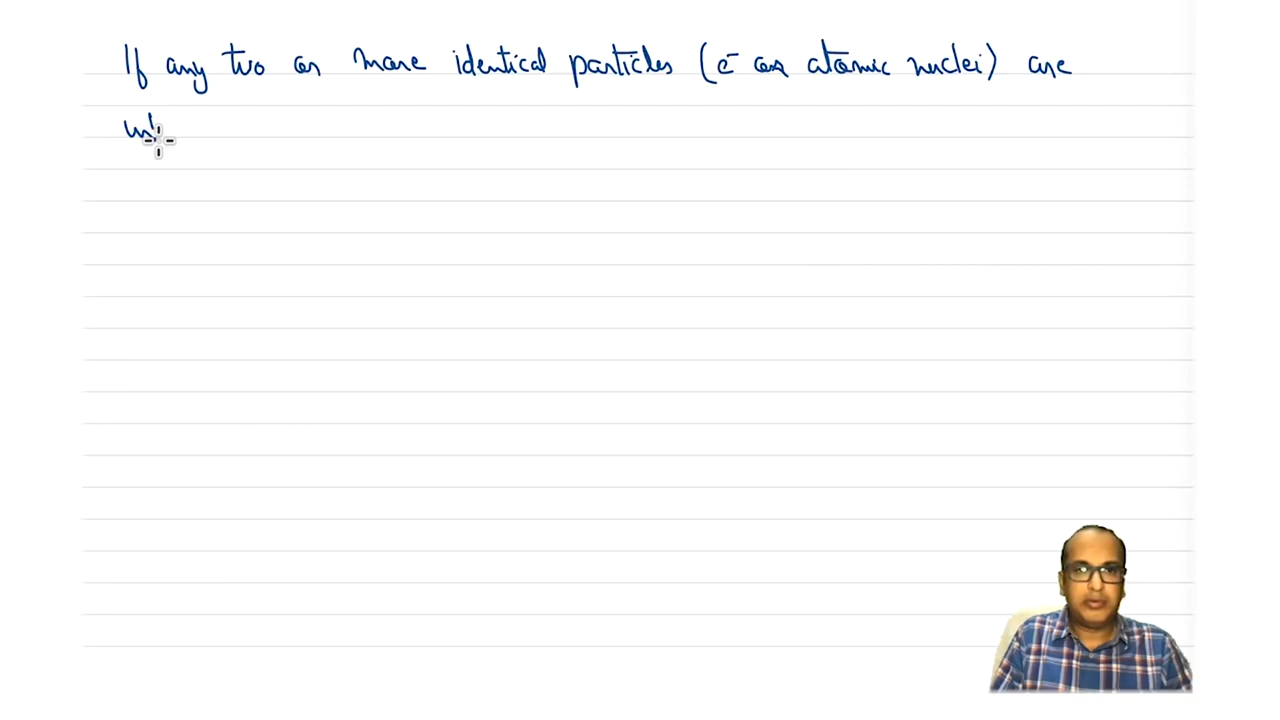 If any two or more identical particles (e⁻ or atomic nuclei) are